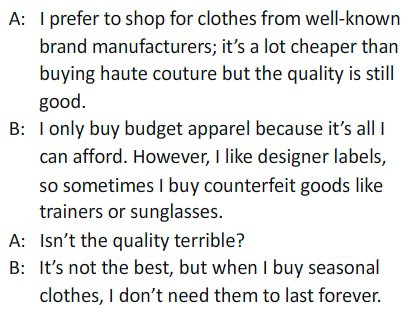 A: I prefer to shop for clothes from well-known
brand manufacturers; it's a lot cheaper than
buying haute couture but the quality is still
good.
B: I only buy budget apparel because it's all I
can afford. However, I like designer labels,
so sometimes I buy counterfeit goods like
trainers or sunglasses.
A: Isn't the quality terrible?
B: It's not the best, but when I buy seasonal
clothes, I don't need them to last forever.